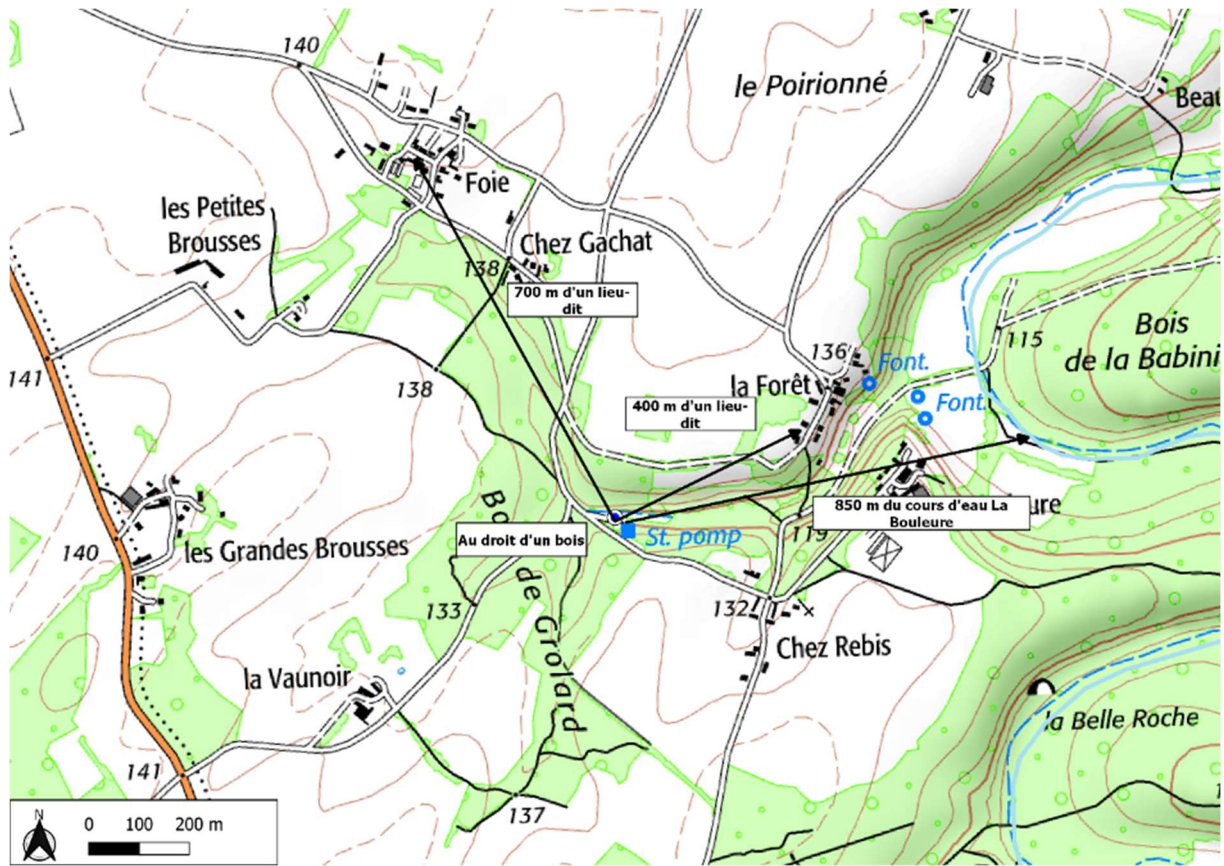 140
le Poirionné
Beau
Foie
les Petites
Brousses
Chez Gachat
138
700 m d'un lieu-
dit
115
Bois
de la Babini
141
138
136
Font.
la Forêt
Font.
400 m d'un lieu-
dit
850 m du cours d'eau La
Bouleure
ure
Au droit d'un bois
St. pomp
119
140
les Grandes Brousses
Bois de Grolard
133
132
Chez Rebis
la Vaunoir
la Belle Roche
141
137
N
0 100 200 m